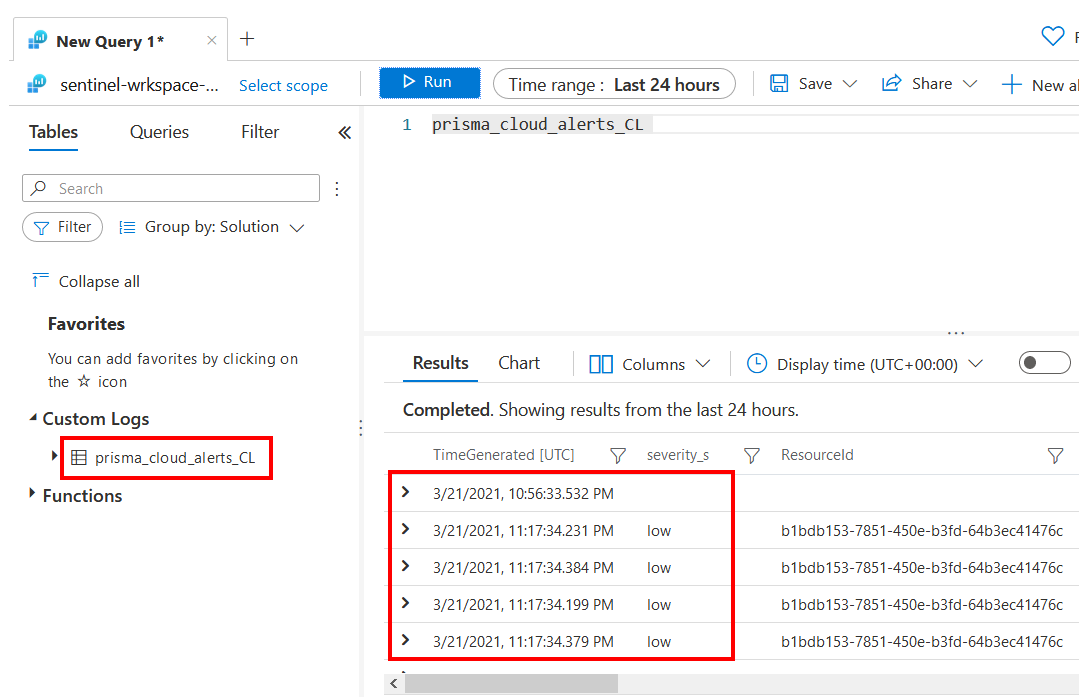 New Query 1*
F
sentinel-wrkspace-... Select scope Run Time range : Last 24 hours Save Share New al
Tables Queries Filter
1 prisma_cloud_alerts_CL
Search
Filter Group by: Solution
Collapse all
Favorites
You can add favorites by clicking on
the ☆ icon
Custom Logs
prisma_cloud_alerts_CL
Functions
Results Chart Columns Display time (UTC+00:00)
Completed. Showing results from the last 24 hours.
TimeGenerated [UTC] severity_s ResourceId
3/21/2021, 10:56:33.532 PM
3/21/2021, 11:17:34.231 PM low b1bdb153-7851-450e-b3fd-64b3ec41476c
3/21/2021, 11:17:34.384 PM low b1bdb153-7851-450e-b3fd-64b3ec41476c
3/21/2021, 11:17:34.199 PM low b1bdb153-7851-450e-b3fd-64b3ec41476c
3/21/2021, 11:17:34.379 PM low b1bdb153-7851-450e-b3fd-64b3ec41476c